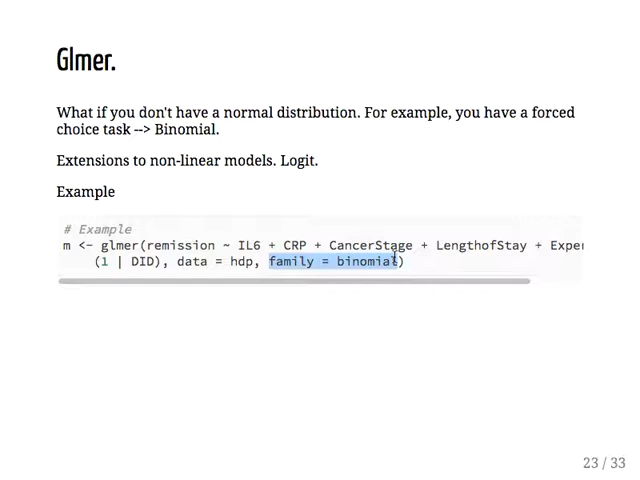 Glmer.
What if you don't have a normal distribution. For example, you have a forced
choice task --> Binomial.
Extensions to non-linear models. Logit.
Example
# Example
m <- glmer(remission ~ IL6 + CRP + CancerStage + LengthofStay + Exper
(1 | DID), data = hdp, family = binomial)
23 / 33